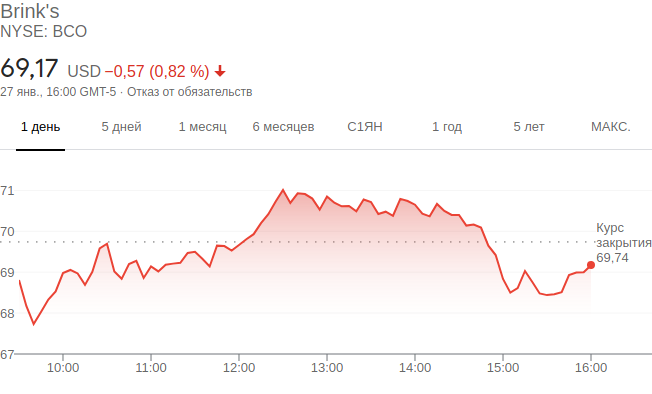 Brink's
NYSE: BCO
69,17 USD −0,57 (0,82 %)
27 янв., 16:00 GMT-5 · Отказ от обязательств
1 день 5 дней 1 месяц 6 месяцев С1ЯН 1 год 5 лет МАКС.
71
70
Курс
закрытия
69,74
69
68
67
10:00 11:00 12:00 13:00 14:00 15:00 16:00